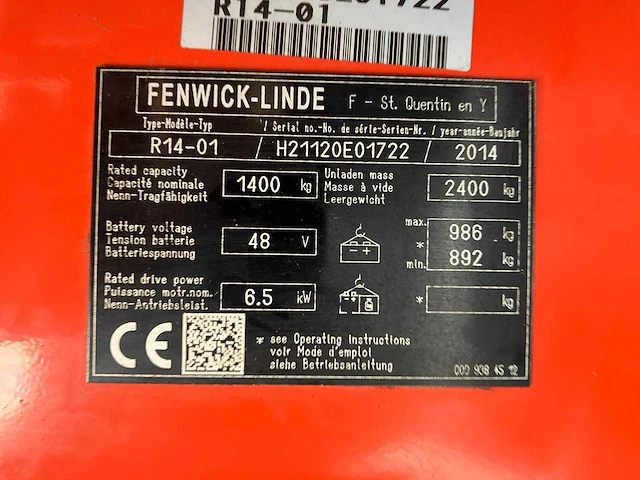 R14-01
FENWICK-LINDE F - St. Quentin en Y
Type-Modèle-Typ / Serial no.-No. de série-Serien-Nr. / year-année-Baujahr
R14-01 / H21120E01722 / 2014
Rated capacity
Capacité nominale
Nenn-Tragfähigkeit
1400 kg
Unladen mass
Masse à vide
Leergewicht
2400 kg
Battery voltage
Tension batterie
Batteriespannung
48 V
- +
max. 986 kg
*
min. 892 kg
Rated drive power
Puissance motr.nom.
Nenn-Antriebsleist.
6.5 kW
* kg
CE
* see Operating Instructions
voir Mode d'emploi
siehe Betriebsanleitung
000 938 45 12